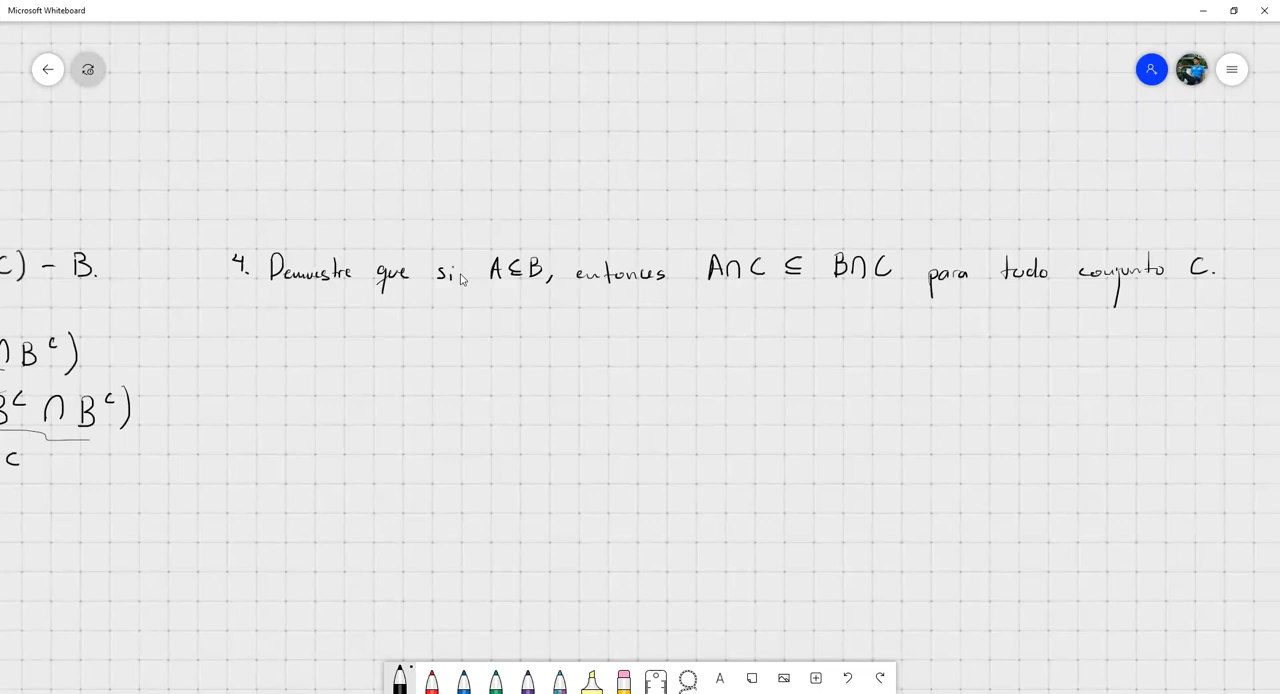 Microsoft Whiteboard
C) - B.
4. Demuestre que si A ⊆ B, entonces A ∩ C ⊆ B ∩ C para todo conjunto C.
∩ B^c)
B^c ∩ B^c)
c
A